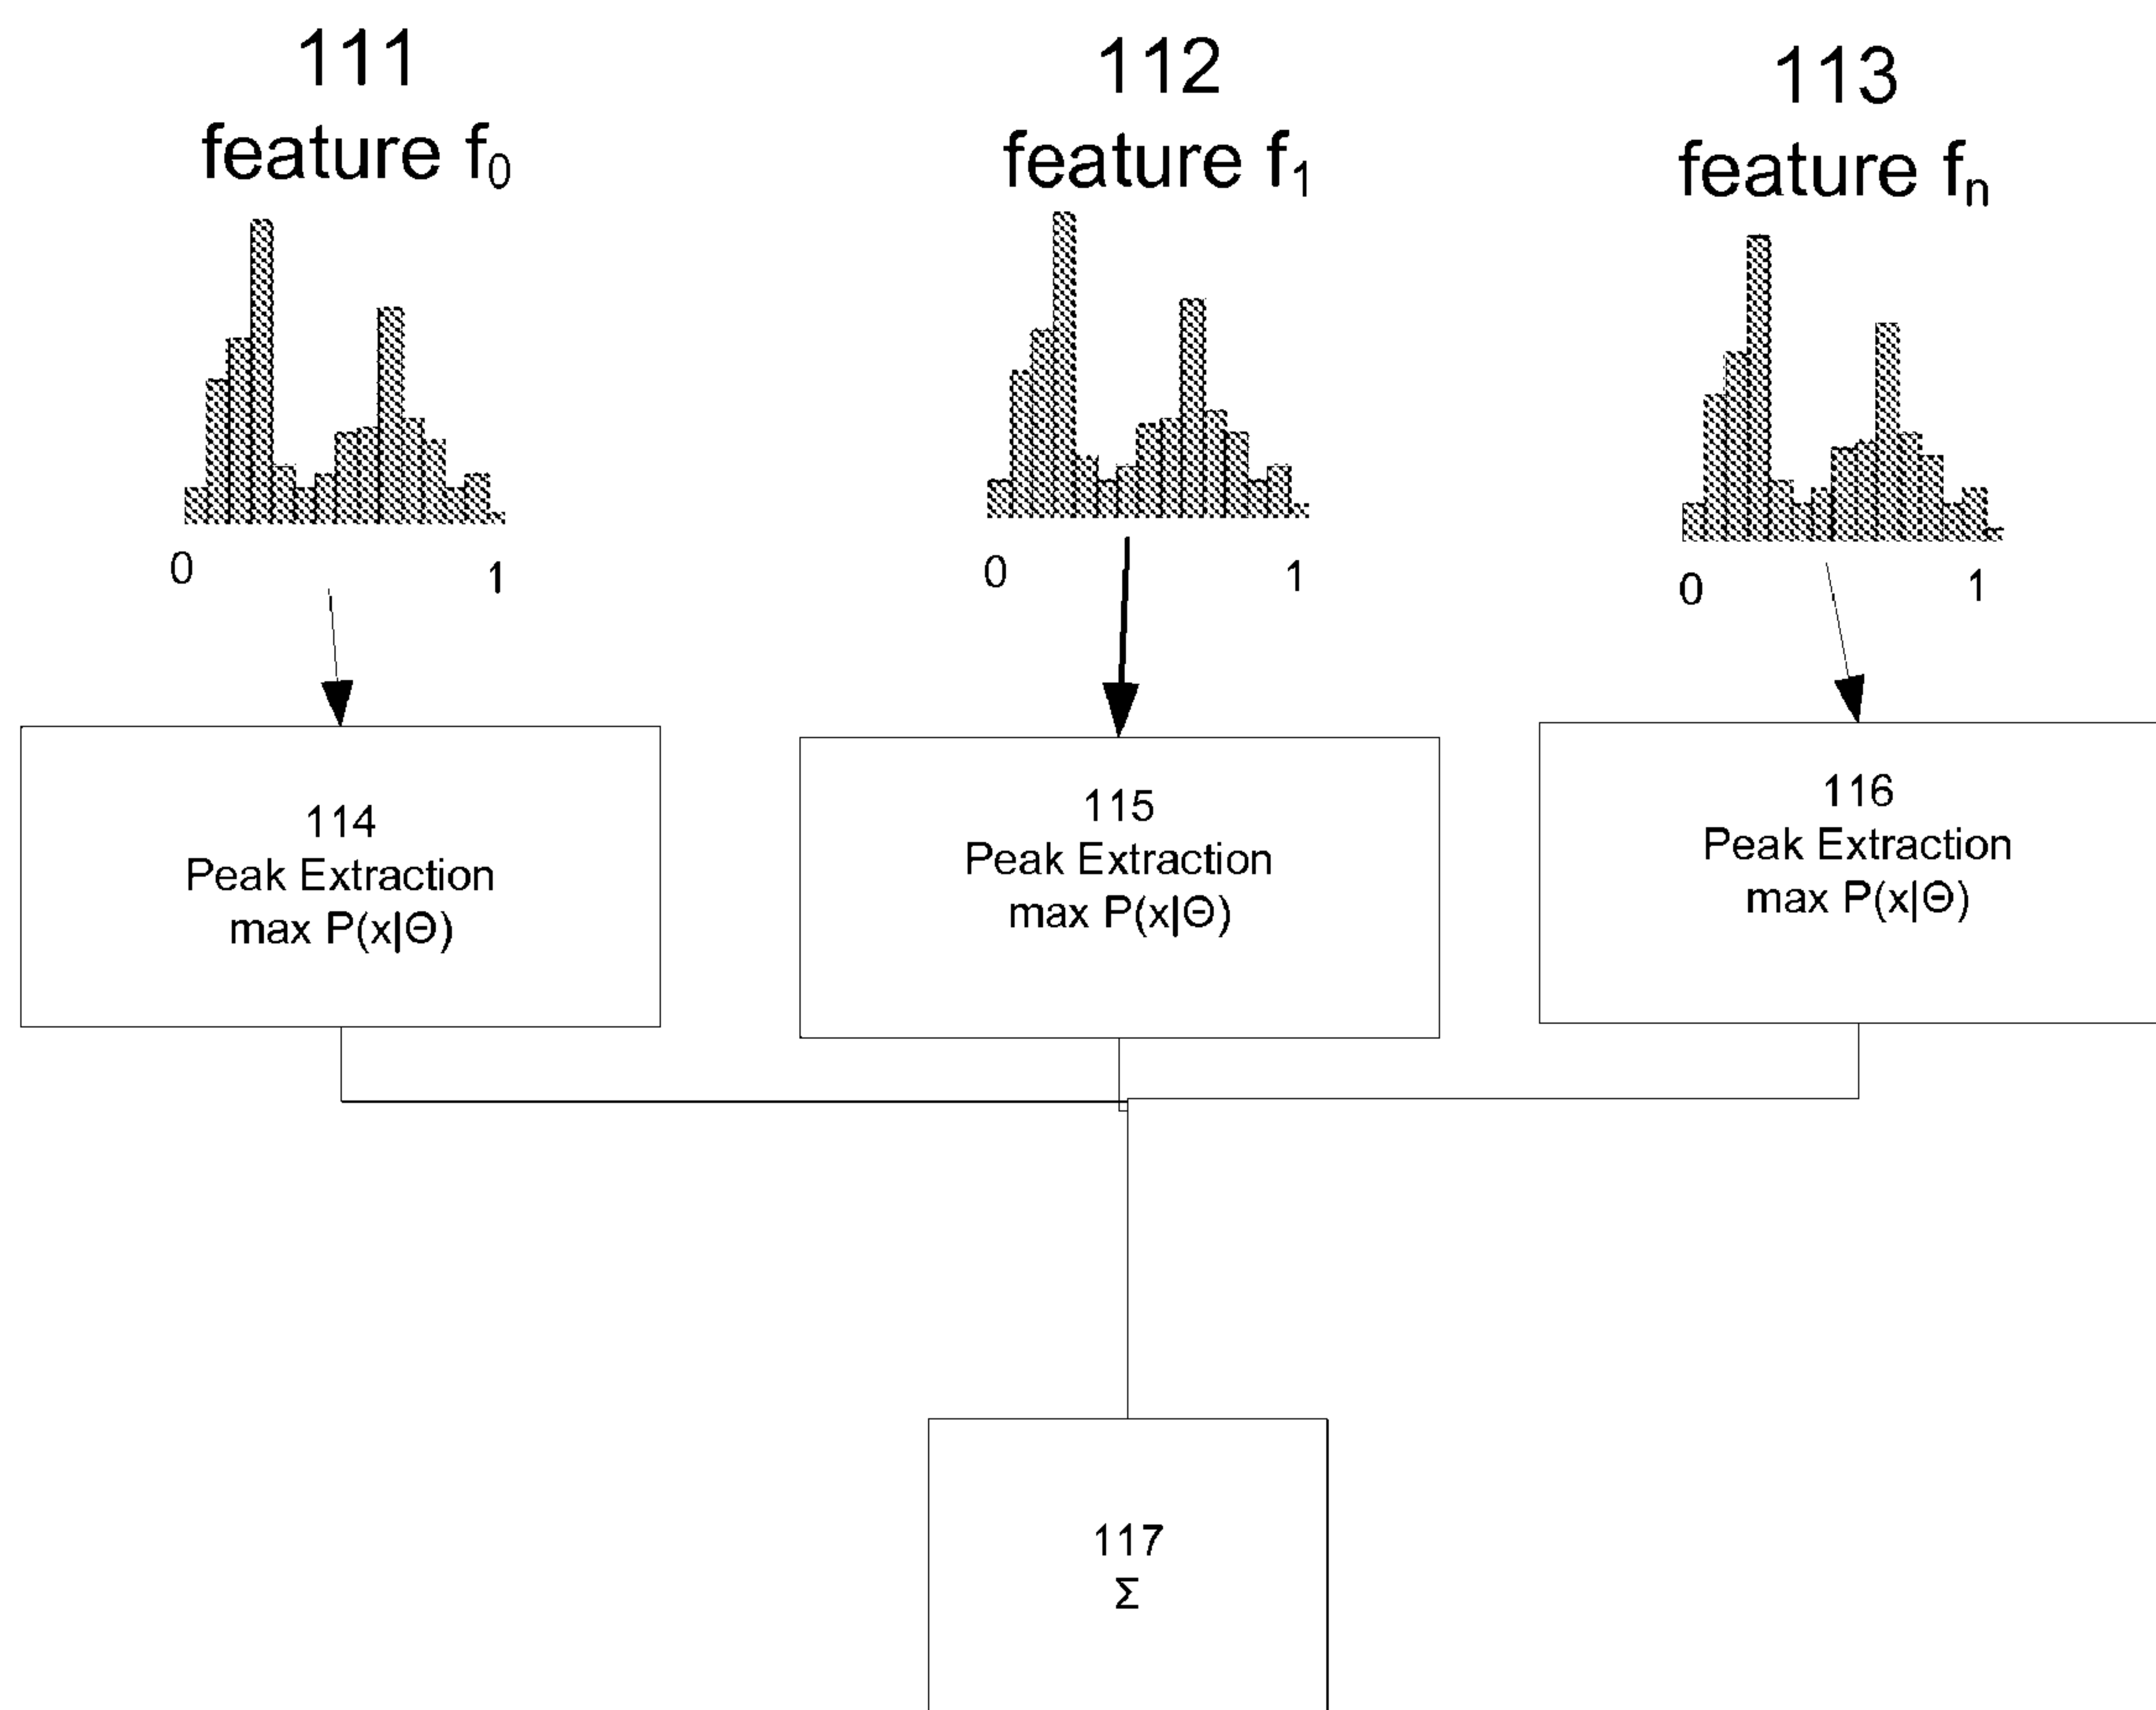 111
feature f₀
112
feature f₁
113
feature fₙ
0 1
0 1
0 1
114
Peak Extraction
max P(x|Θ)
115
Peak Extraction
max P(x|Θ)
116
Peak Extraction
max P(x|Θ)
117
Σ